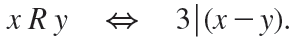 x R y ⇔ 3|(x − y).